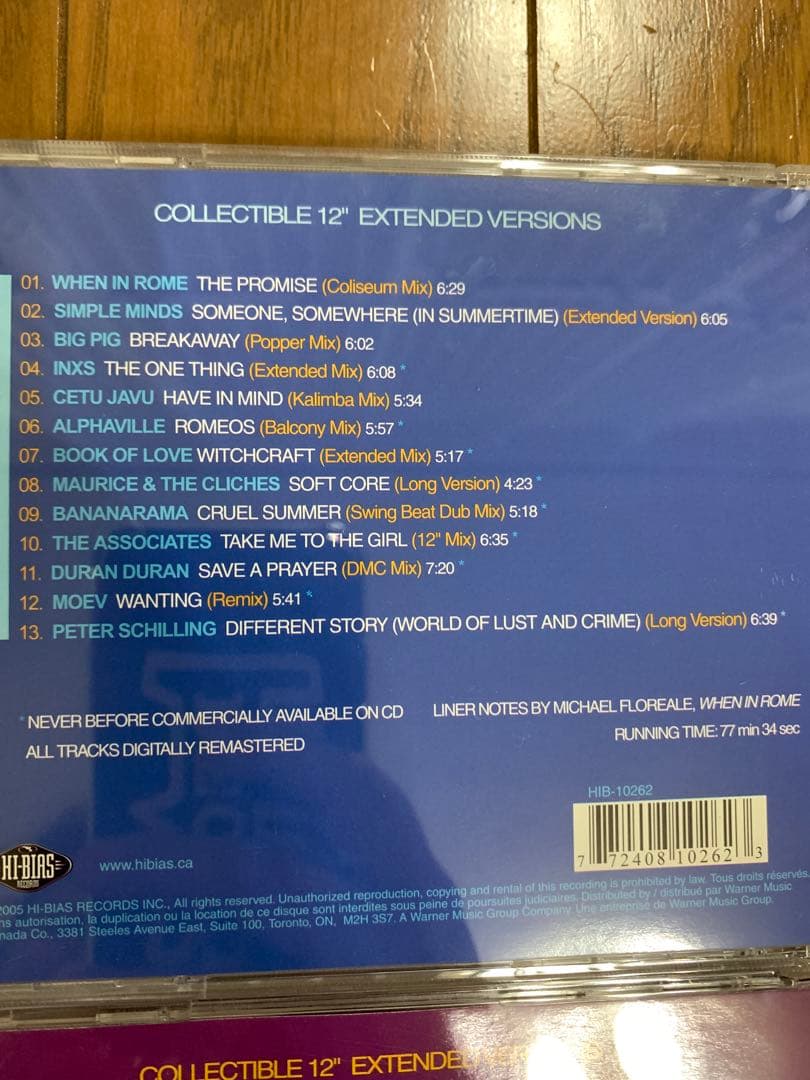 COLLECTIBLE 12" EXTENDED VERSIONS
01. WHEN IN ROME THE PROMISE (Coliseum Mix) 6:29
02. SIMPLE MINDS SOMEONE, SOMEWHERE (IN SUMMERTIME) (Extended Version) 6:05
03. BIG PIG BREAKAWAY (Popper Mix) 6:02
04. INXS THE ONE THING (Extended Mix) 6:08 *
05. CETU JAVU HAVE IN MIND (Kalimba Mix) 5:34
06. ALPHAVILLE ROMEOS (Balcony Mix) 5:57 *
07. BOOK OF LOVE WITCHCRAFT (Extended Mix) 5:17 *
08. MAURICE & THE CLICHES SOFT CORE (Long Version) 4:23 *
09. BANANARAMA CRUEL SUMMER (Swing Beat Dub Mix) 5:18 *
10. THE ASSOCIATES TAKE ME TO THE GIRL (12" Mix) 6:35 *
11. DURAN DURAN SAVE A PRAYER (DMC Mix) 7:20 *
12. MOEV WANTING (Remix) 5:41 *
13. PETER SCHILLING DIFFERENT STORY (WORLD OF LUST AND CRIME) (Long Version) 6:39 *
* NEVER BEFORE COMMERCIALLY AVAILABLE ON CD
ALL TRACKS DIGITALLY REMASTERED
LINER NOTES BY MICHAEL FLOREALE, WHEN IN ROME
RUNNING TIME: 77 min 34 sec
HIB-10262
7 72408 10262 3
HI-BIAS
RECORDS
www.hibias.ca
2005 HI-BIAS RECORDS INC., All rights reserved. Unauthorized reproduction, copying and rental of this recording is prohibited by law. Tous droits réservés.
ns autorisation, la duplication ou la location de ce disque sont interdites sous peine de poursuites judiciaires. Distributed by / distribué par Warner Music
nada Co., 3381 Steeles Avenue East, Suite 100, Toronto, ON, M2H 3S7. A Warner Music Group Company. Une entreprise de Warner Music Group.
COLLECTIBLE 12" EXTENDED